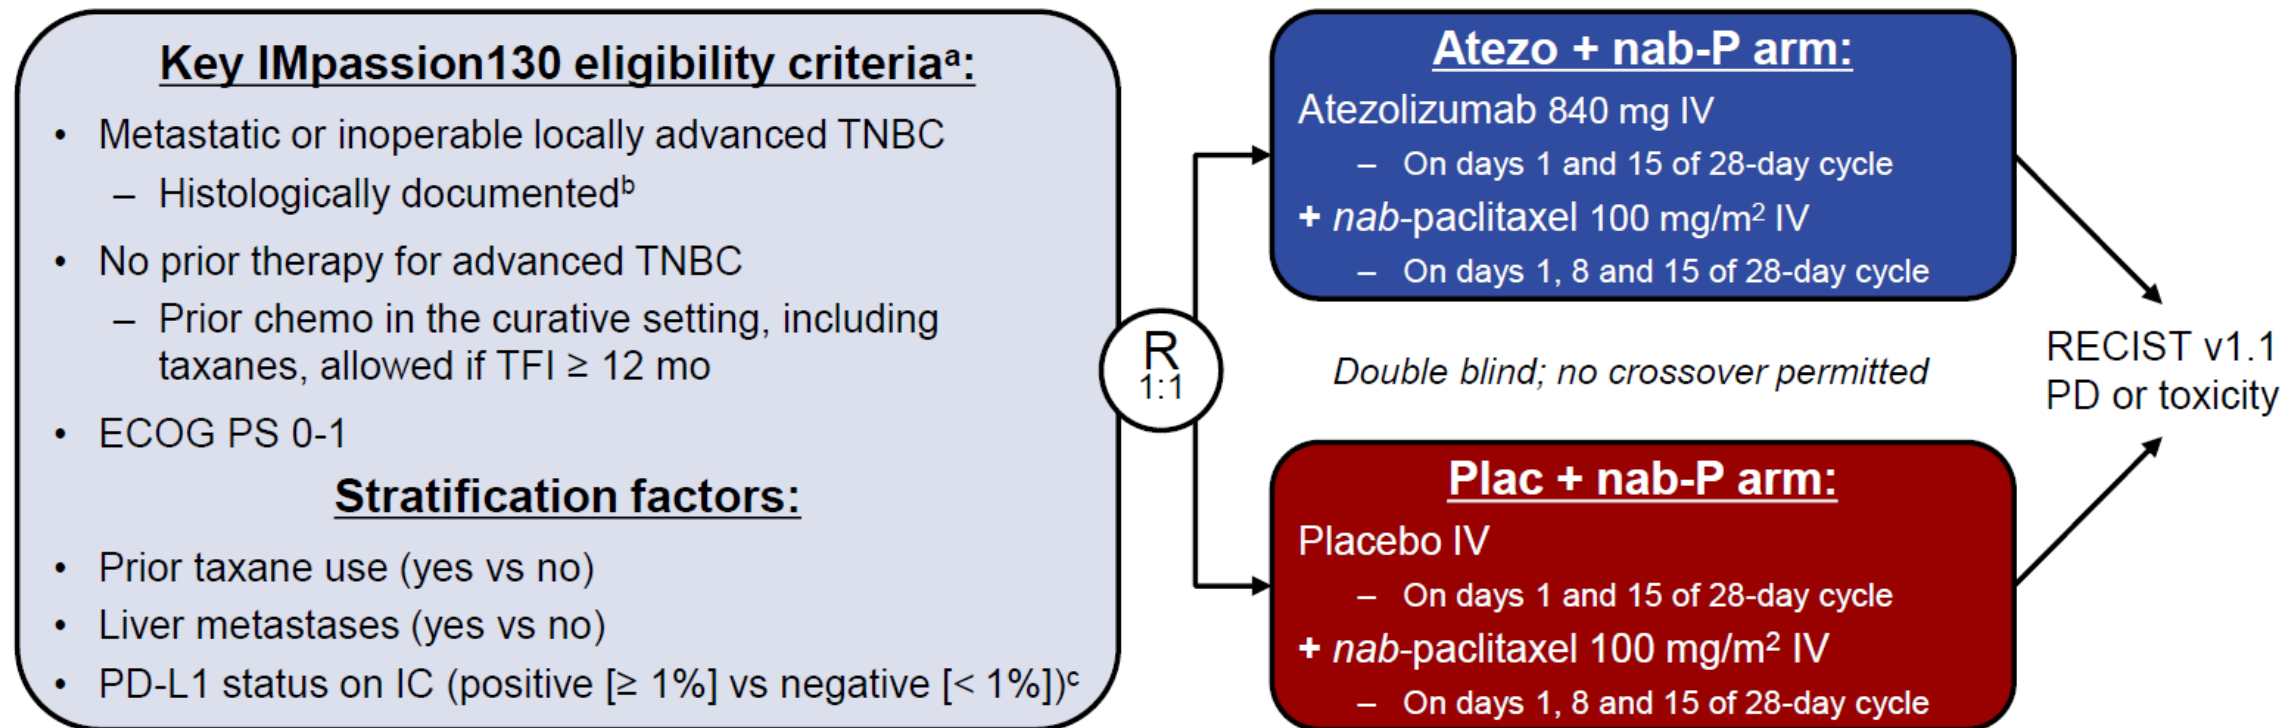 Key IMpassion130 eligibility criteriaᵃ:
• Metastatic or inoperable locally advanced TNBC
– Histologically documentedᵇ
• No prior therapy for advanced TNBC
– Prior chemo in the curative setting, including
taxanes, allowed if TFI ≥ 12 mo
• ECOG PS 0-1
Stratification factors:
• Prior taxane use (yes vs no)
• Liver metastases (yes vs no)
• PD-L1 status on IC (positive [≥ 1%] vs negative [< 1%])ᶜ
R
1:1
Atezo + nab-P arm:
Atezolizumab 840 mg IV
– On days 1 and 15 of 28-day cycle
+ nab-paclitaxel 100 mg/m² IV
– On days 1, 8 and 15 of 28-day cycle
Double blind; no crossover permitted
Plac + nab-P arm:
Placebo IV
– On days 1 and 15 of 28-day cycle
+ nab-paclitaxel 100 mg/m² IV
– On days 1, 8 and 15 of 28-day cycle
RECIST v1.1
PD or toxicity